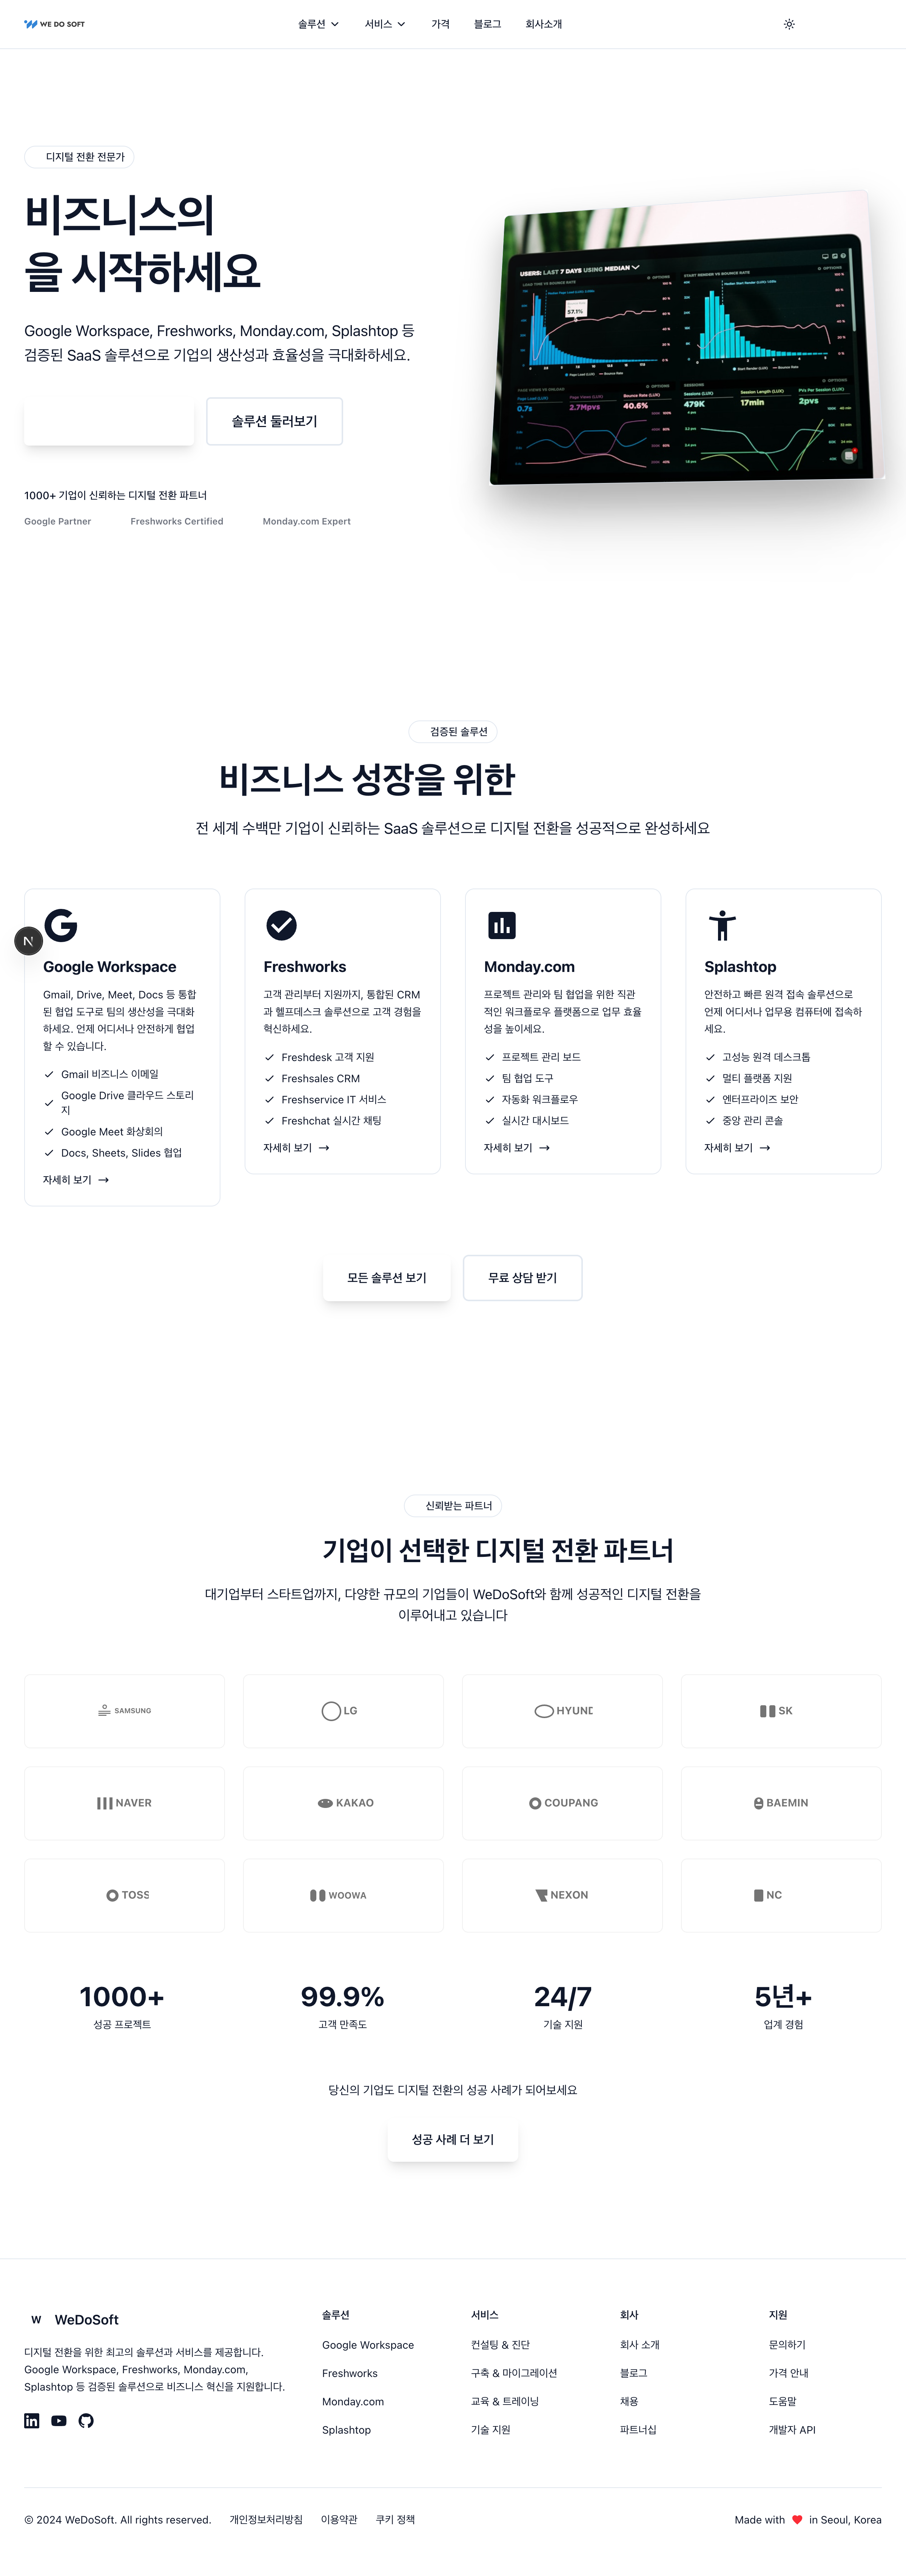 WE DO SOFT
솔루션
서비스
가격
블로그
회사소개
디지털 전환 전문가
비즈니스의
을 시작하세요
Google Workspace, Freshworks, Monday.com, Splashtop 등
검증된 SaaS 솔루션으로 기업의 생산성과 효율성을 극대화하세요.
솔루션 둘러보기
1000+ 기업이 신뢰하는 디지털 전환 파트너
Google Partner
Freshworks Certified
Monday.com Expert
USERS: LAST 7 DAYS USING MEDIAN
OPTIONS
LOAD TIME VS BOUNCE RATE
START RENDER VS BOUNCE RATE
57.1%
PAGE VIEWS VS ONLOAD
SESSIONS
0.7s
2.7Mpvs
40.6%
479K
17min
2pvs
검증된 솔루션
비즈니스 성장을 위한
전 세계 수백만 기업이 신뢰하는 SaaS 솔루션으로 디지털 전환을 성공적으로 완성하세요
N
Google Workspace
Gmail, Drive, Meet, Docs 등 통합
된 협업 도구로 팀의 생산성을 극대화
하세요. 언제 어디서나 안전하게 협업
할 수 있습니다.
Gmail 비즈니스 이메일
Google Drive 클라우드 스토리
지
Google Meet 화상회의
Docs, Sheets, Slides 협업
자세히 보기
Freshworks
고객 관리부터 지원까지, 통합된 CRM
과 헬프데스크 솔루션으로 고객 경험을
혁신하세요.
Freshdesk 고객 지원
Freshsales CRM
Freshservice IT 서비스
Freshchat 실시간 채팅
자세히 보기
Monday.com
프로젝트 관리와 팀 협업을 위한 직관
적인 워크플로우 플랫폼으로 업무 효율
성을 높이세요.
프로젝트 관리 보드
팀 협업 도구
자동화 워크플로우
실시간 대시보드
자세히 보기
Splashtop
안전하고 빠른 원격 접속 솔루션으로
언제 어디서나 업무용 컴퓨터에 접속하
세요.
고성능 원격 데스크톱
멀티 플랫폼 지원
엔터프라이즈 보안
중앙 관리 콘솔
자세히 보기
모든 솔루션 보기
무료 상담 받기
신뢰받는 파트너
기업이 선택한 디지털 전환 파트너
대기업부터 스타트업까지, 다양한 규모의 기업들이 WeDoSoft와 함께 성공적인 디지털 전환을
이루어내고 있습니다
SAMSUNG
LG
HYUND
SK
NAVER
KAKAO
COUPANG
BAEMIN
TOSS
WOOWA
NEXON
NC
1000+
성공 프로젝트
99.9%
고객 만족도
24/7
기술 지원
5년+
업계 경험
당신의 기업도 디지털 전환의 성공 사례가 되어보세요
성공 사례 더 보기
W WeDoSoft
디지털 전환을 위한 최고의 솔루션과 서비스를 제공합니다.
Google Workspace, Freshworks, Monday.com,
Splashtop 등 검증된 솔루션으로 비즈니스 혁신을 지원합니다.
솔루션
Google Workspace
Freshworks
Monday.com
Splashtop
서비스
컨설팅 & 진단
구축 & 마이그레이션
교육 & 트레이닝
기술 지원
회사
회사 소개
블로그
채용
파트너십
지원
문의하기
가격 안내
도움말
개발자 API
© 2024 WeDoSoft. All rights reserved.
개인정보처리방침
이용약관
쿠키 정책
Made with ❤️ in Seoul, Korea